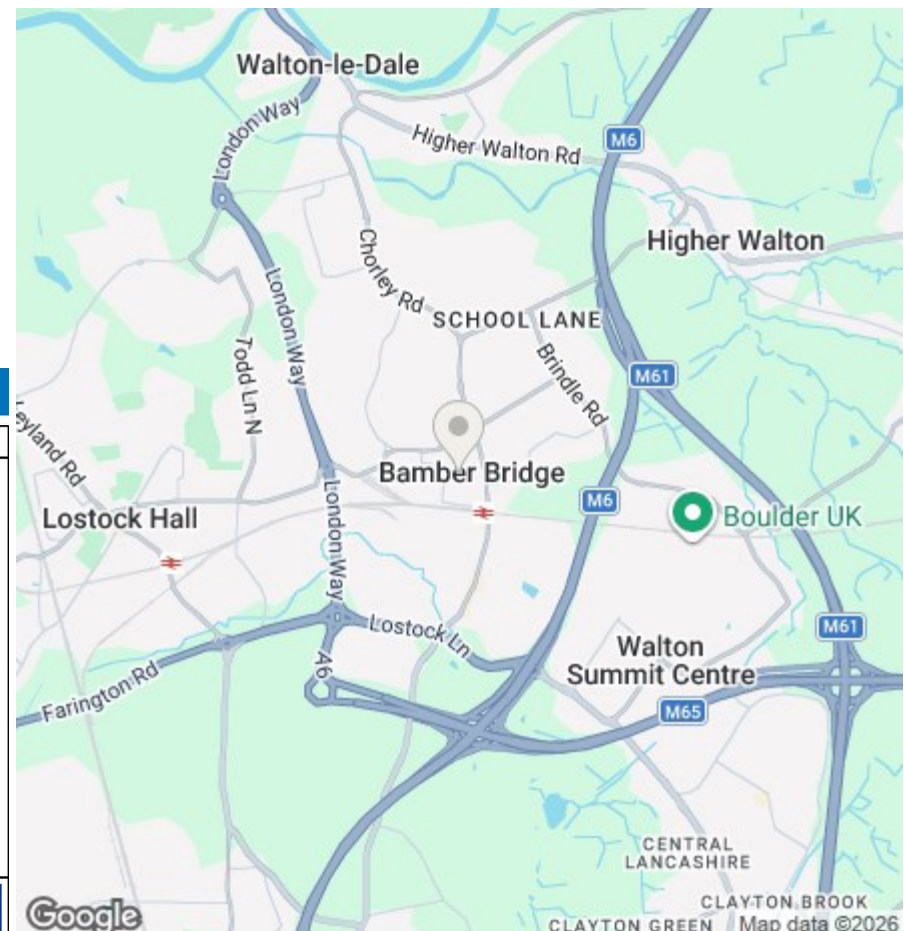 Walton-le-Dale
London Way
Higher Walton Rd
M6
Higher Walton
Chorley Rd
SCHOOL LANE
London Way
Todd Ln N
Brindle Rd
M61
Leyland Rd
Bamber Bridge
London Way
M6
Boulder UK
Lostock Hall
Lostock Ln
M61
A6
Walton
Summit Centre
Farington Rd
M65
CENTRAL
LANCASHIRE
CLAYTON BROOK
CLAYTON GREEN
Google
Map data ©2026